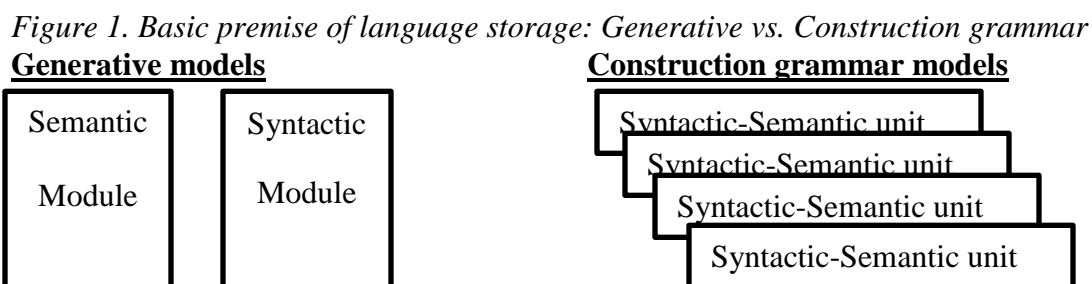 Figure 1. Basic premise of language storage: Generative vs. Construction grammar
Generative models
Construction grammar models
Semantic
Module
Syntactic
Module
Syntactic-Semantic unit
Syntactic-Semantic unit
Syntactic-Semantic unit
Syntactic-Semantic unit